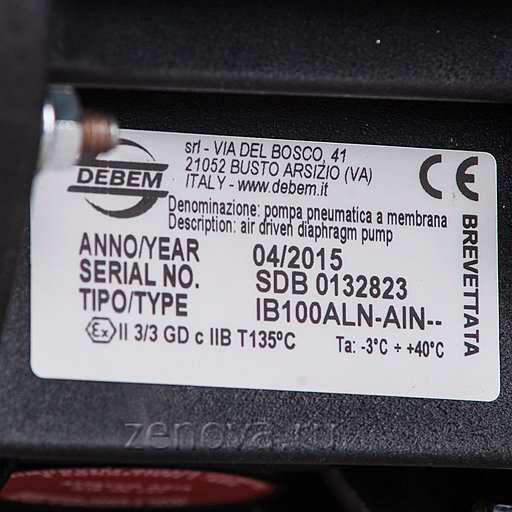 DEBEM
srl - VIA DEL BOSCO, 41
21052 BUSTO ARSIZIO (VA)
ITALY - www.debem.it
CE
Denominazione: pompa pneumatica a membrana
Description: air driven diaphragm pump
ANNO/YEAR 04/2015
SERIAL NO. SDB 0132823
TIPO/TYPE IB100ALN-AIN--
Ex II 3/3 GD c IIB T135°C Ta: -3°C ÷ +40°C
BREVETTATA
zenova.ru